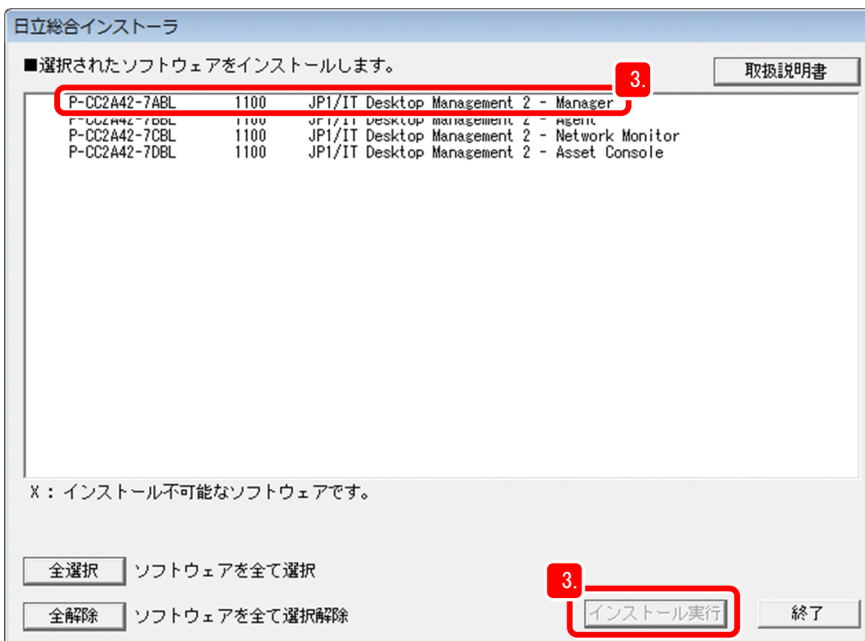 日立総合インストーラ
■選択されたソフトウェアをインストールします。
3.
取扱説明書
P-CC2A42-7ABL 1100 JP1/IT Desktop Management 2 - Manager
P-CC2A42-7BBL 1100 JP1/IT Desktop Management 2 - Agent
P-CC2A42-7CBL 1100 JP1/IT Desktop Management 2 - Network Monitor
P-CC2A42-7DBL 1100 JP1/IT Desktop Management 2 - Asset Console
X : インストール不可能なソフトウェアです。
全選択 ソフトウェアを全て選択
3.
全解除 ソフトウェアを全て選択解除
インストール実行
終了